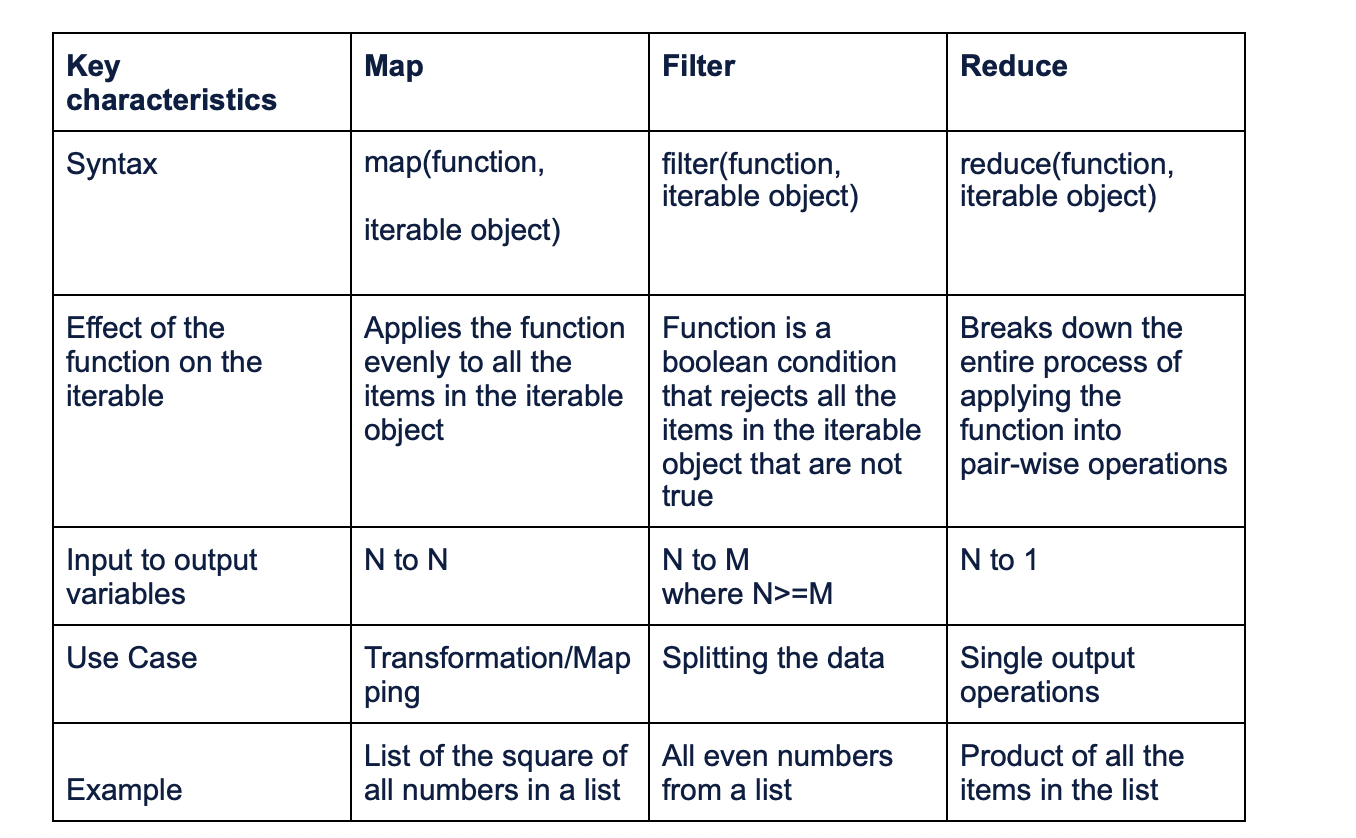 Key
characteristics
Map
Filter
Reduce
Syntax
map(function,
iterable object)
filter(function,
iterable object)
reduce(function,
iterable object)
Effect of the
function on the
iterable
Applies the function
evenly to all the
items in the iterable
object
Function is a
boolean condition
that rejects all the
items in the iterable
object that are not
true
Breaks down the
entire process of
applying the
function into
pair-wise operations
Input to output
variables
N to N
N to M
where N>=M
N to 1
Use Case
Transformation/Map
ping
Splitting the data
Single output
operations
Example
List of the square of
all numbers in a list
All even numbers
from a list
Product of all the
items in the list